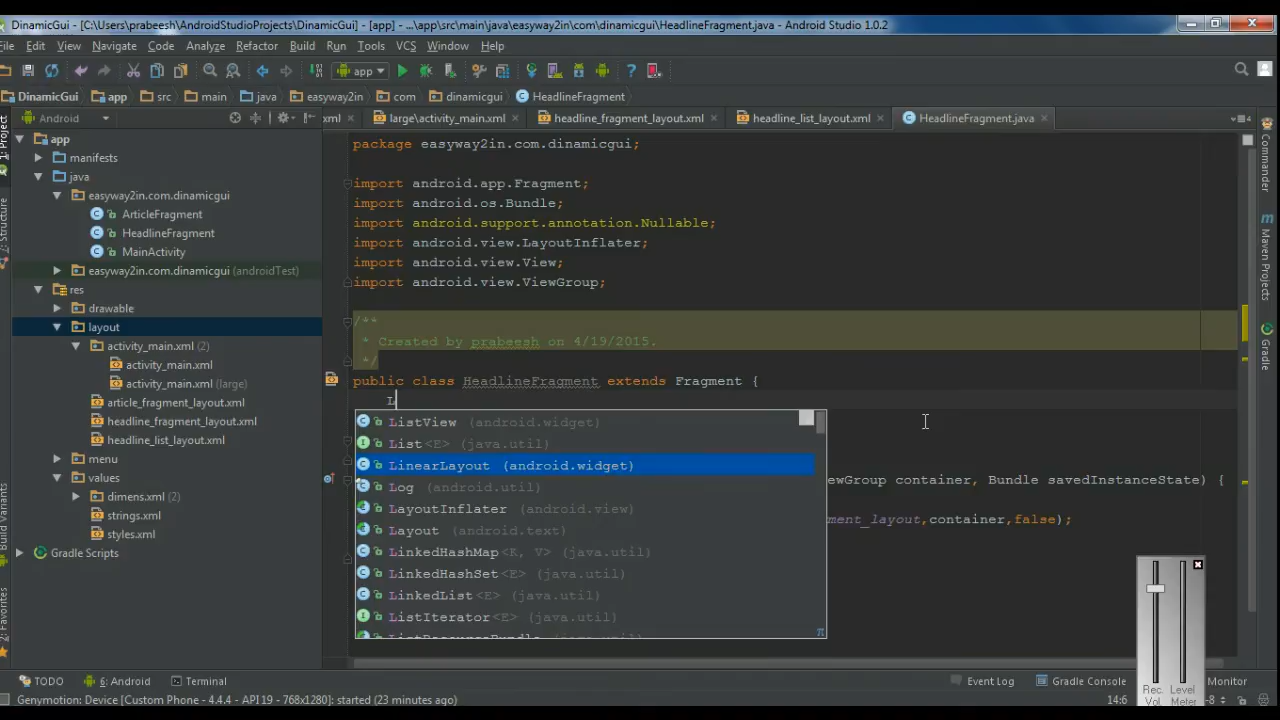 DinamicGui - [C:\Users\prabeesh\AndroidStudioProjects\DinamicGui] - [app] - ...\app\src\main\java\easyway2in\com\dinamicgui\HeadlineFragment.java - Android Studio 1.0.2
File Edit View Navigate Code Analyze Refactor Build Run Tools VCS Window Help
app
DinamicGui app src main java easyway2in com dinamicgui HeadlineFragment
Android xml large\activity_main.xml headline_fragment_layout.xml headline_list_layout.xml HeadlineFragment.java
1: Project
7: Structure
Build Variants
2: Favorites
app
manifests
java
easyway2in.com.dinamicgui
ArticleFragment
HeadlineFragment
MainActivity
easyway2in.com.dinamicgui (androidTest)
res
drawable
layout
activity_main.xml (2)
activity_main.xml
activity_main.xml (large)
article_fragment_layout.xml
headline_fragment_layout.xml
headline_list_layout.xml
menu
values
dimens.xml (2)
strings.xml
styles.xml
Gradle Scripts
package easyway2in.com.dinamicgui;
import android.app.Fragment;
import android.os.Bundle;
import android.support.annotation.Nullable;
import android.view.LayoutInflater;
import android.view.View;
import android.view.ViewGroup;
/**
* Created by prabeesh on 4/19/2015.
*/
public class HeadlineFragment extends Fragment {
L
ListView (android.widget)
List<E> (java.util)
LinearLayout (android.widget)
Log (android.util)
LayoutInflater (android.view)
Layout (android.text)
LinkedHashMap<K, V> (java.util)
LinkedHashSet<E> (java.util)
LinkedList<E> (java.util)
ListIterator<E> (java.util)
ListResourceBundle (java.util)
π
ewGroup container, Bundle savedInstanceState) {
ment_layout,container,false);
Commander
Maven Projects
Gradle
Rec. Vol
Level Meter
TODO 6: Android Terminal Event Log Gradle Console Monitor
Genymotion: Device [Custom Phone - 4.4.4 - API 19 - 768x1280]: started (23 minutes ago) 14:6 -8